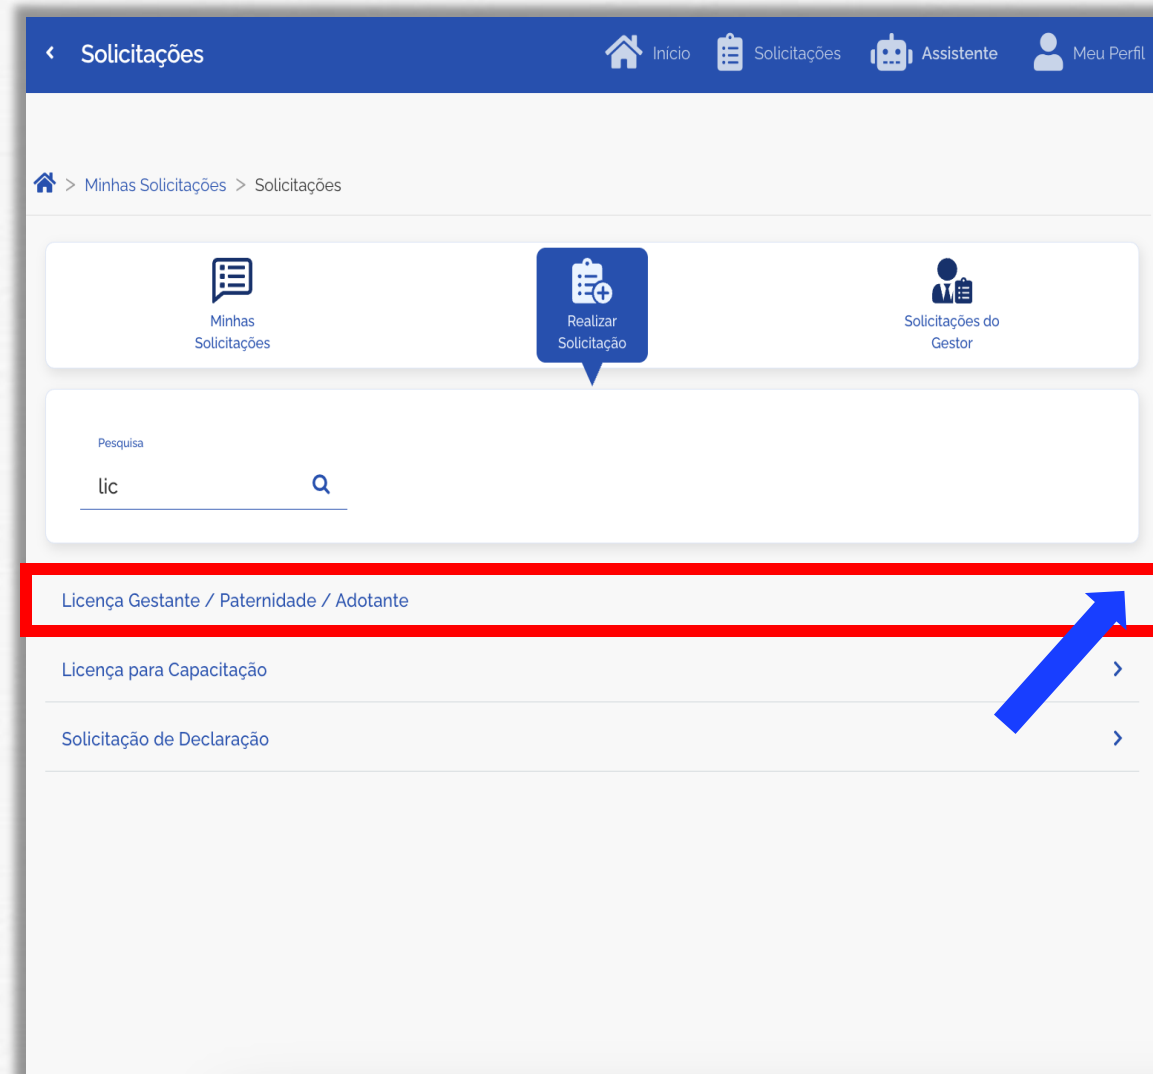 Solicitações
Início
Solicitações
Assistente
Meu Perfil
> Minhas Solicitações > Solicitações
Minhas
Solicitações
Realizar
Solicitação
Solicitações do
Gestor
Pesquisa
lic
Licença Gestante / Paternidade / Adotante
Licença para Capacitação
Solicitação de Declaração